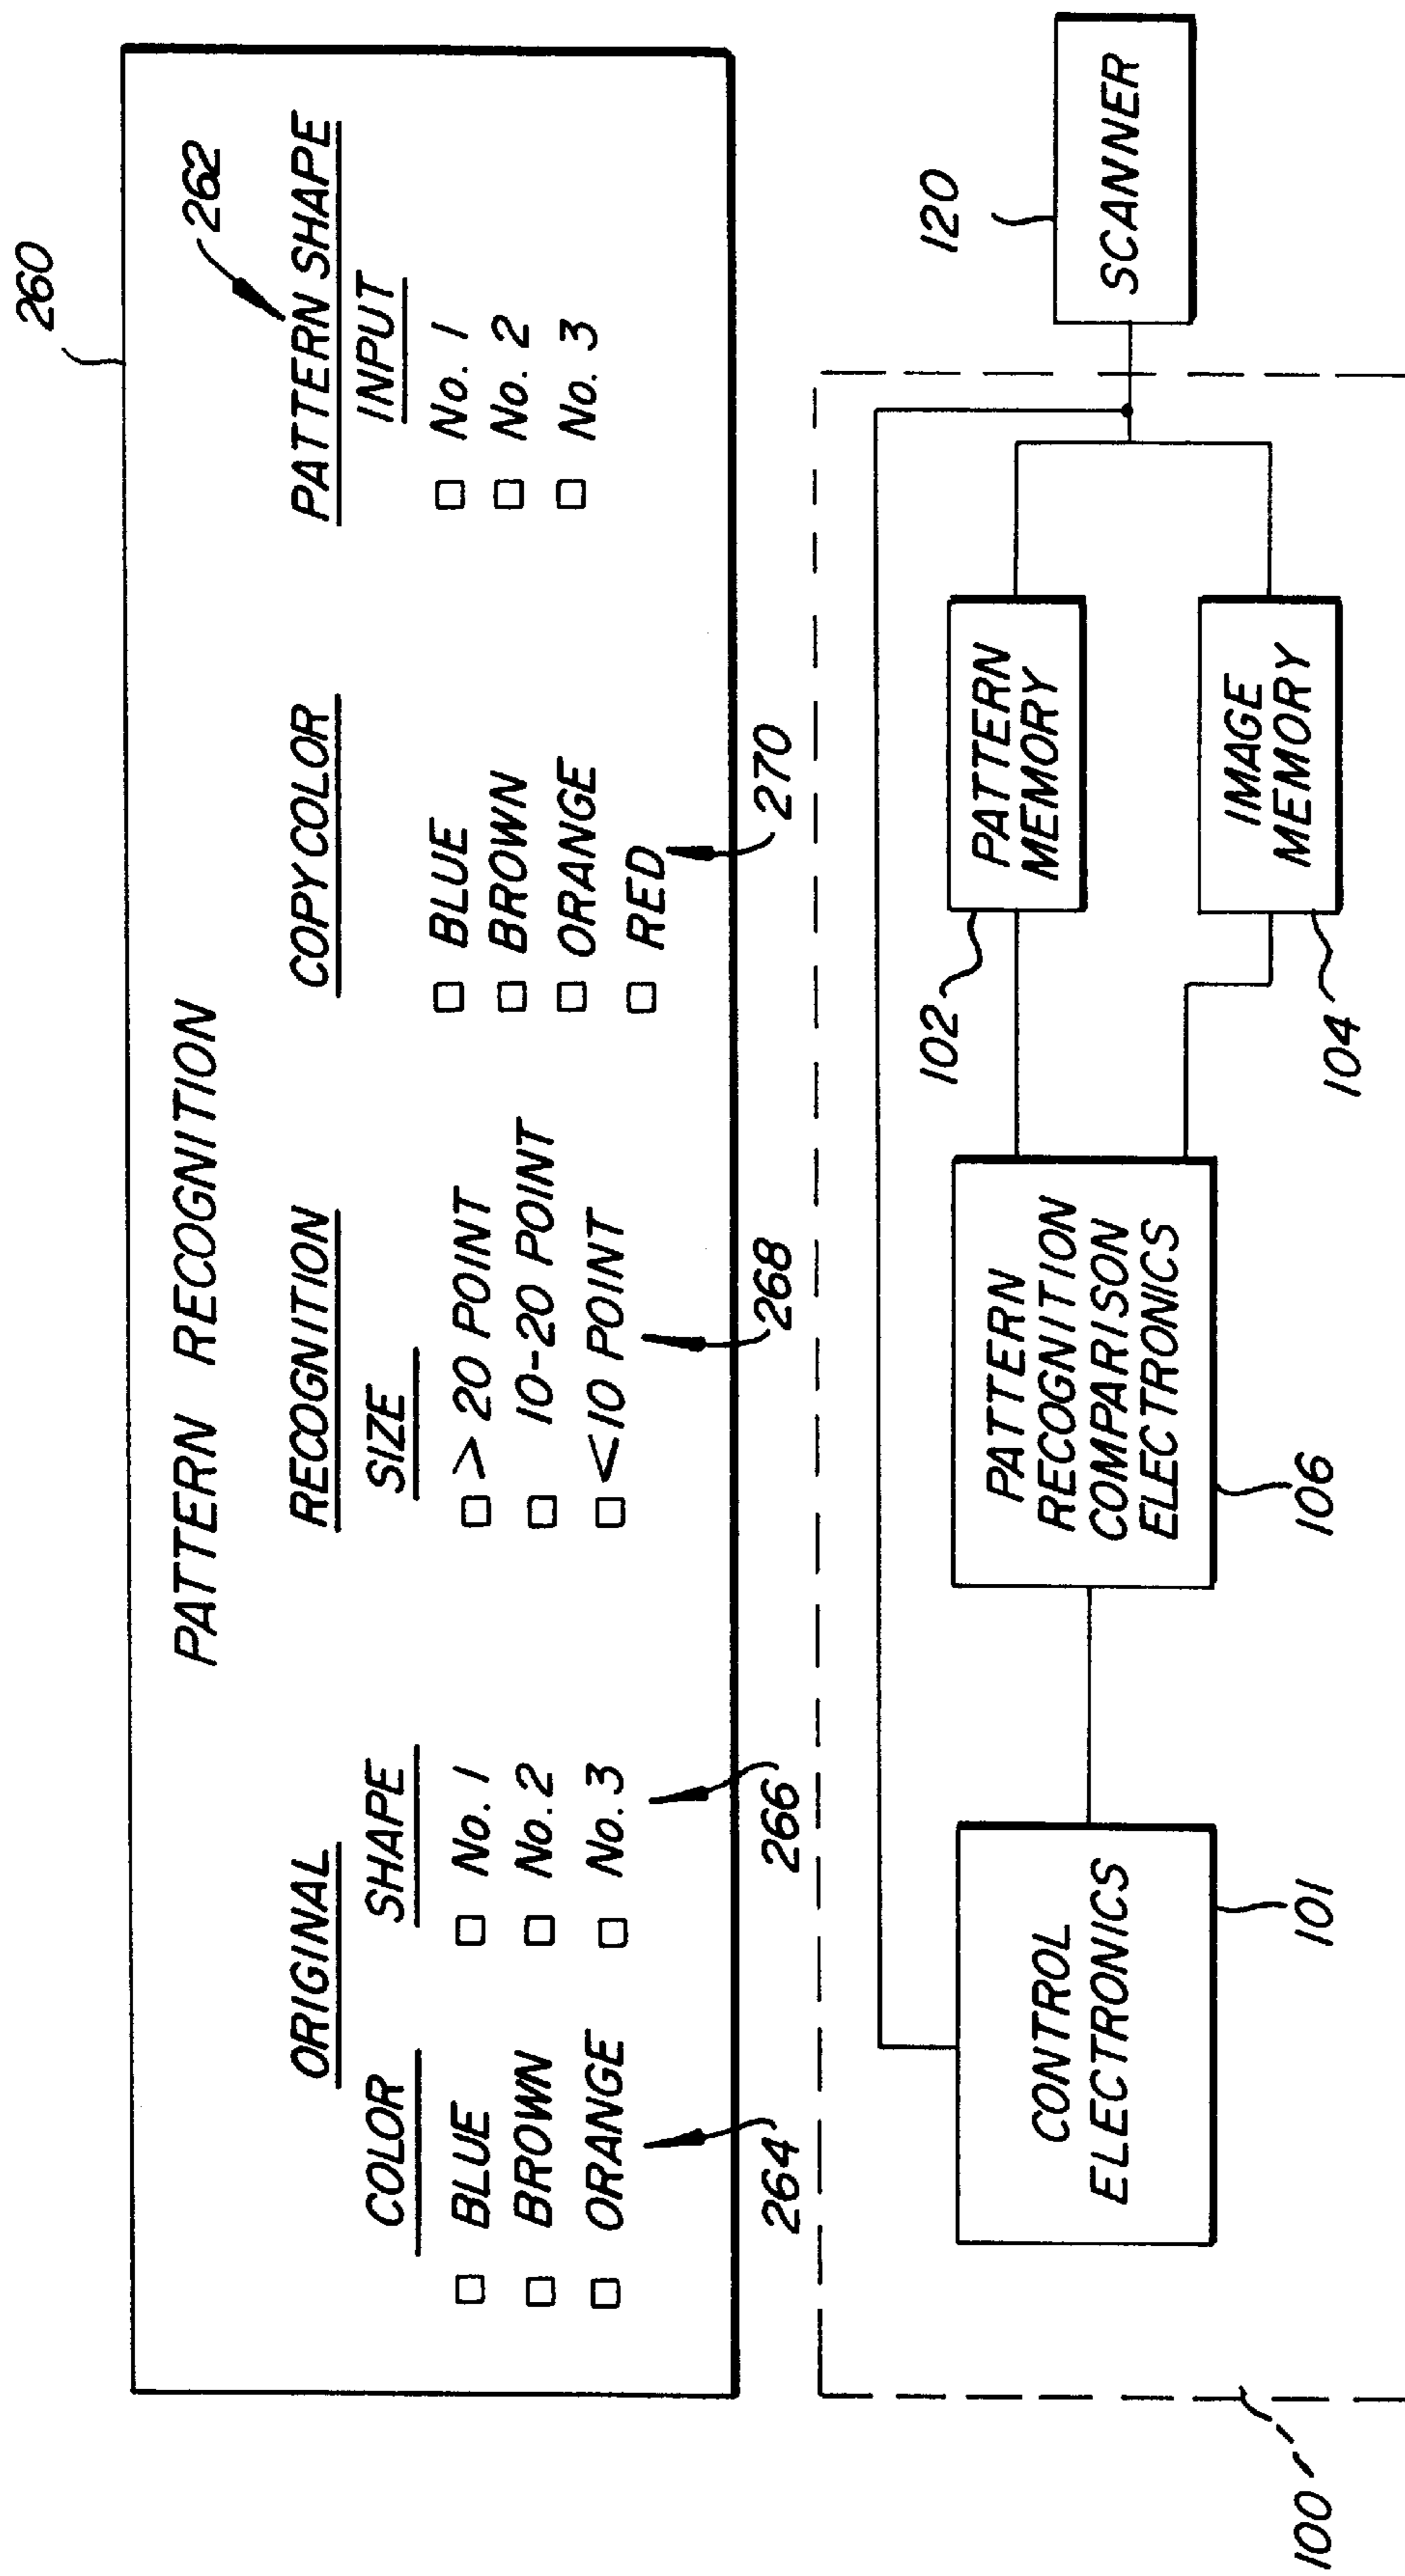 260
PATTERN RECOGNITION
262
ORIGINAL
COLOR
□ BLUE
□ BROWN
□ ORANGE
264
SHAPE
□ No. 1
□ No. 2
□ No. 3
266
RECOGNITION
SIZE
□ > 20 POINT
□ 10-20 POINT
□ <10 POINT
268
COPY COLOR
□ BLUE
□ BROWN
□ ORANGE
□ RED
270
PATTERN SHAPE
INPUT
□ No. 1
□ No. 2
□ No. 3
100
CONTROL
ELECTRONICS
101
PATTERN
RECOGNITION
COMPARISON
ELECTRONICS
106
102
PATTERN
MEMORY
IMAGE
MEMORY
104
120
SCANNER